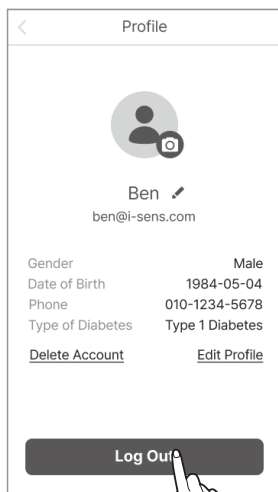 Profile
Ben
ben@i-sens.com
Gender Male
Date of Birth 1984-05-04
Phone 010-1234-5678
Type of Diabetes Type 1 Diabetes
Delete Account Edit Profile
Log Out